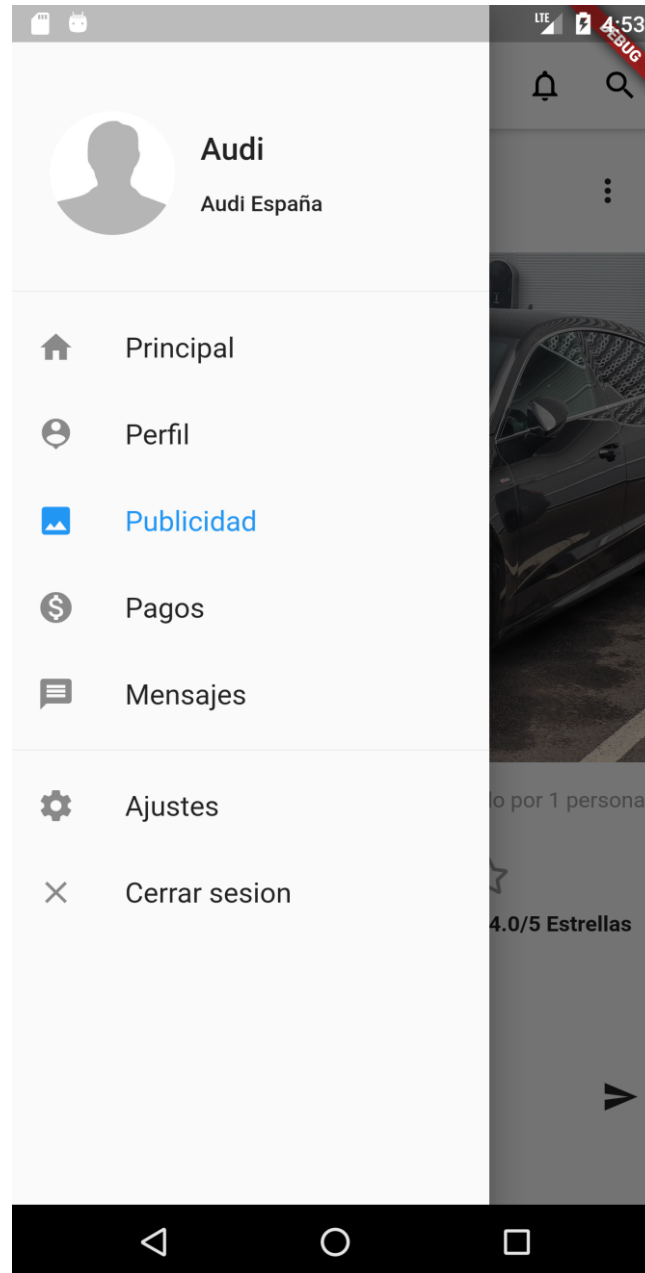 LTE 4:53
DEBUG
Audi
Audi España
Principal
Perfil
Publicidad
Pagos
Mensajes
Ajustes
Cerrar sesion
por 1 persona
4.0/5 Estrellas